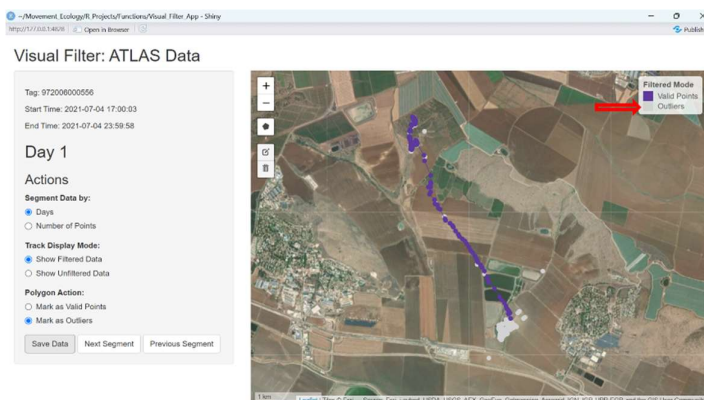 ~/Movement_Ecology/R_Projects/Functions/Visual_Filter_App - Shiny
Open in Browser
Publish
Visual Filter: ATLAS Data
Tag: 972006000556
Start Time: 2021-07-04 17:00:03
End Time: 2021-07-04 23:59:58
Day 1
Actions
Segment Data by:
Days
Number of Points
Track Display Mode:
Show Filtered Data
Show Unfiltered Data
Polygon Action:
Mark as Valid Points
Mark as Outliers
Save Data
Next Segment
Previous Segment
+
−
Filtered Mode
Valid Points
Outliers
1 km